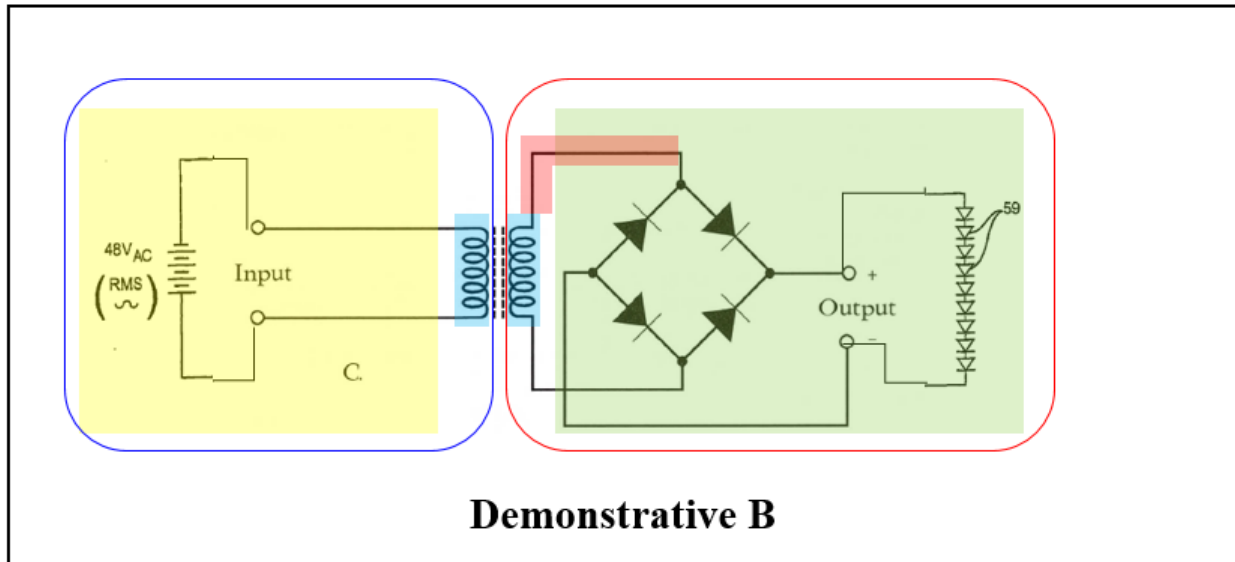 48VAC
(RMS)
Input
C.
59
+
Output
−
Demonstrative B